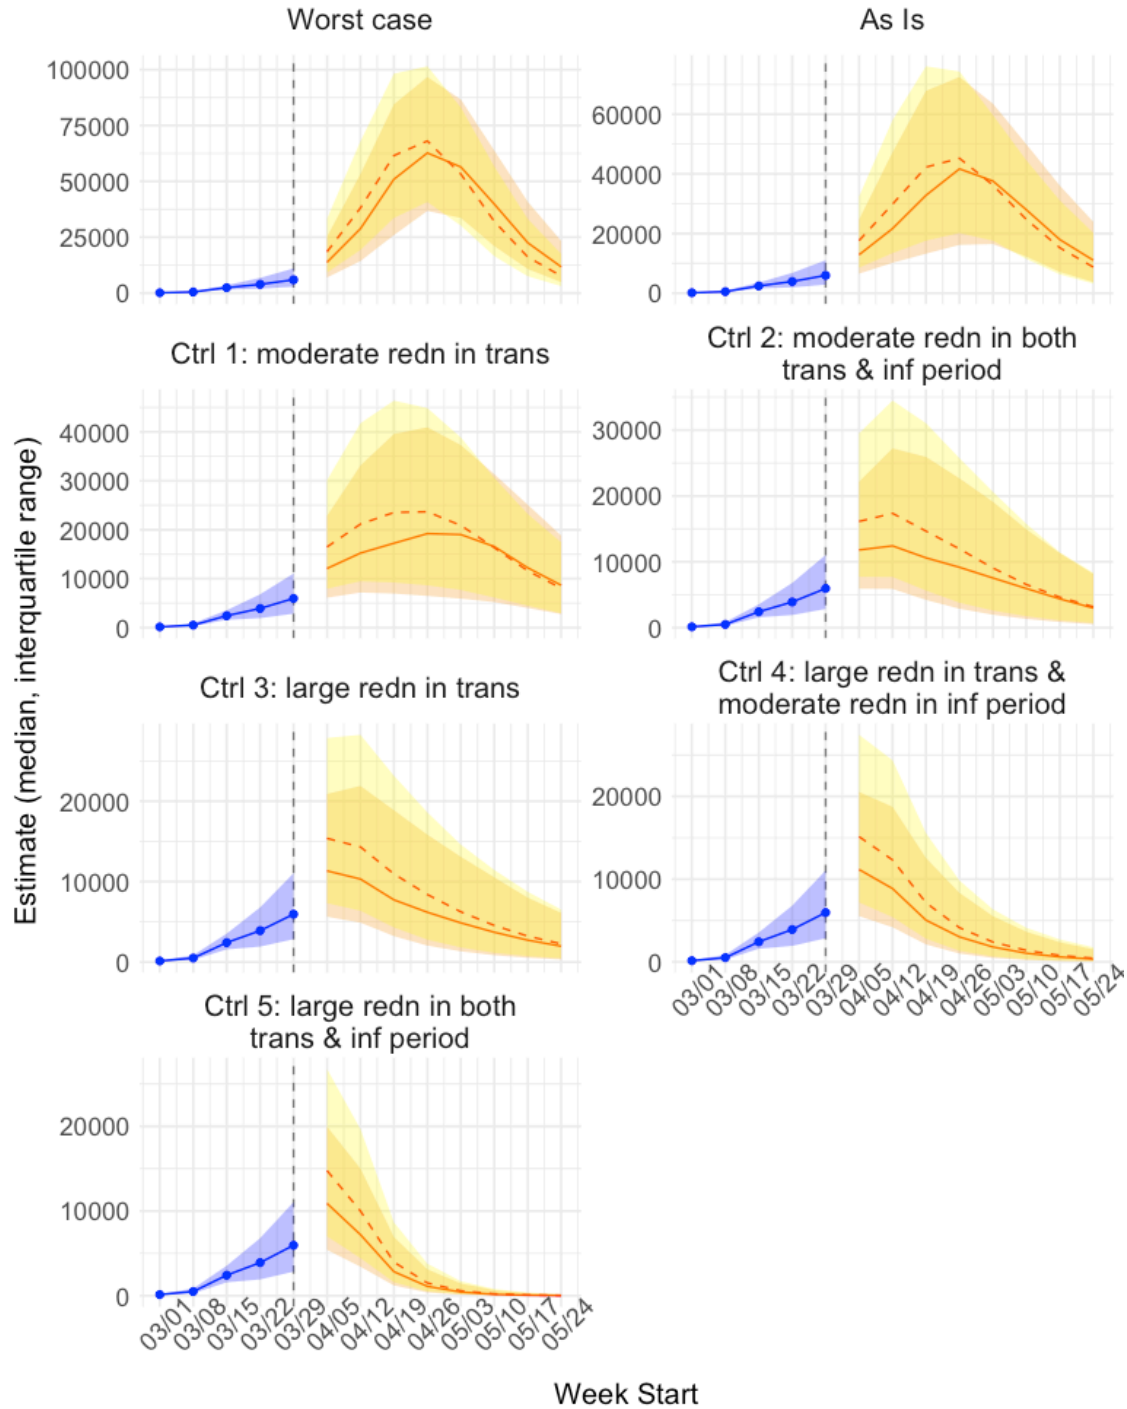 Worst case
As Is
100000
75000
50000
25000
0
60000
40000
20000
0
Ctrl 1: moderate redn in trans
Ctrl 2: moderate redn in both
trans & inf period
40000
30000
20000
10000
0
30000
20000
10000
0
Estimate (median, interquartile range)
Ctrl 3: large redn in trans
Ctrl 4: large redn in trans &
moderate redn in inf period
20000
10000
0
20000
10000
0
03/01 03/08 03/15 03/22 03/29 04/05 04/12 04/19 04/26 05/03 05/10 05/17 05/24
Ctrl 5: large redn in both
trans & inf period
20000
10000
0
03/01 03/08 03/15 03/22 03/29 04/05 04/12 04/19 04/26 05/03 05/10 05/17 05/24
Week Start